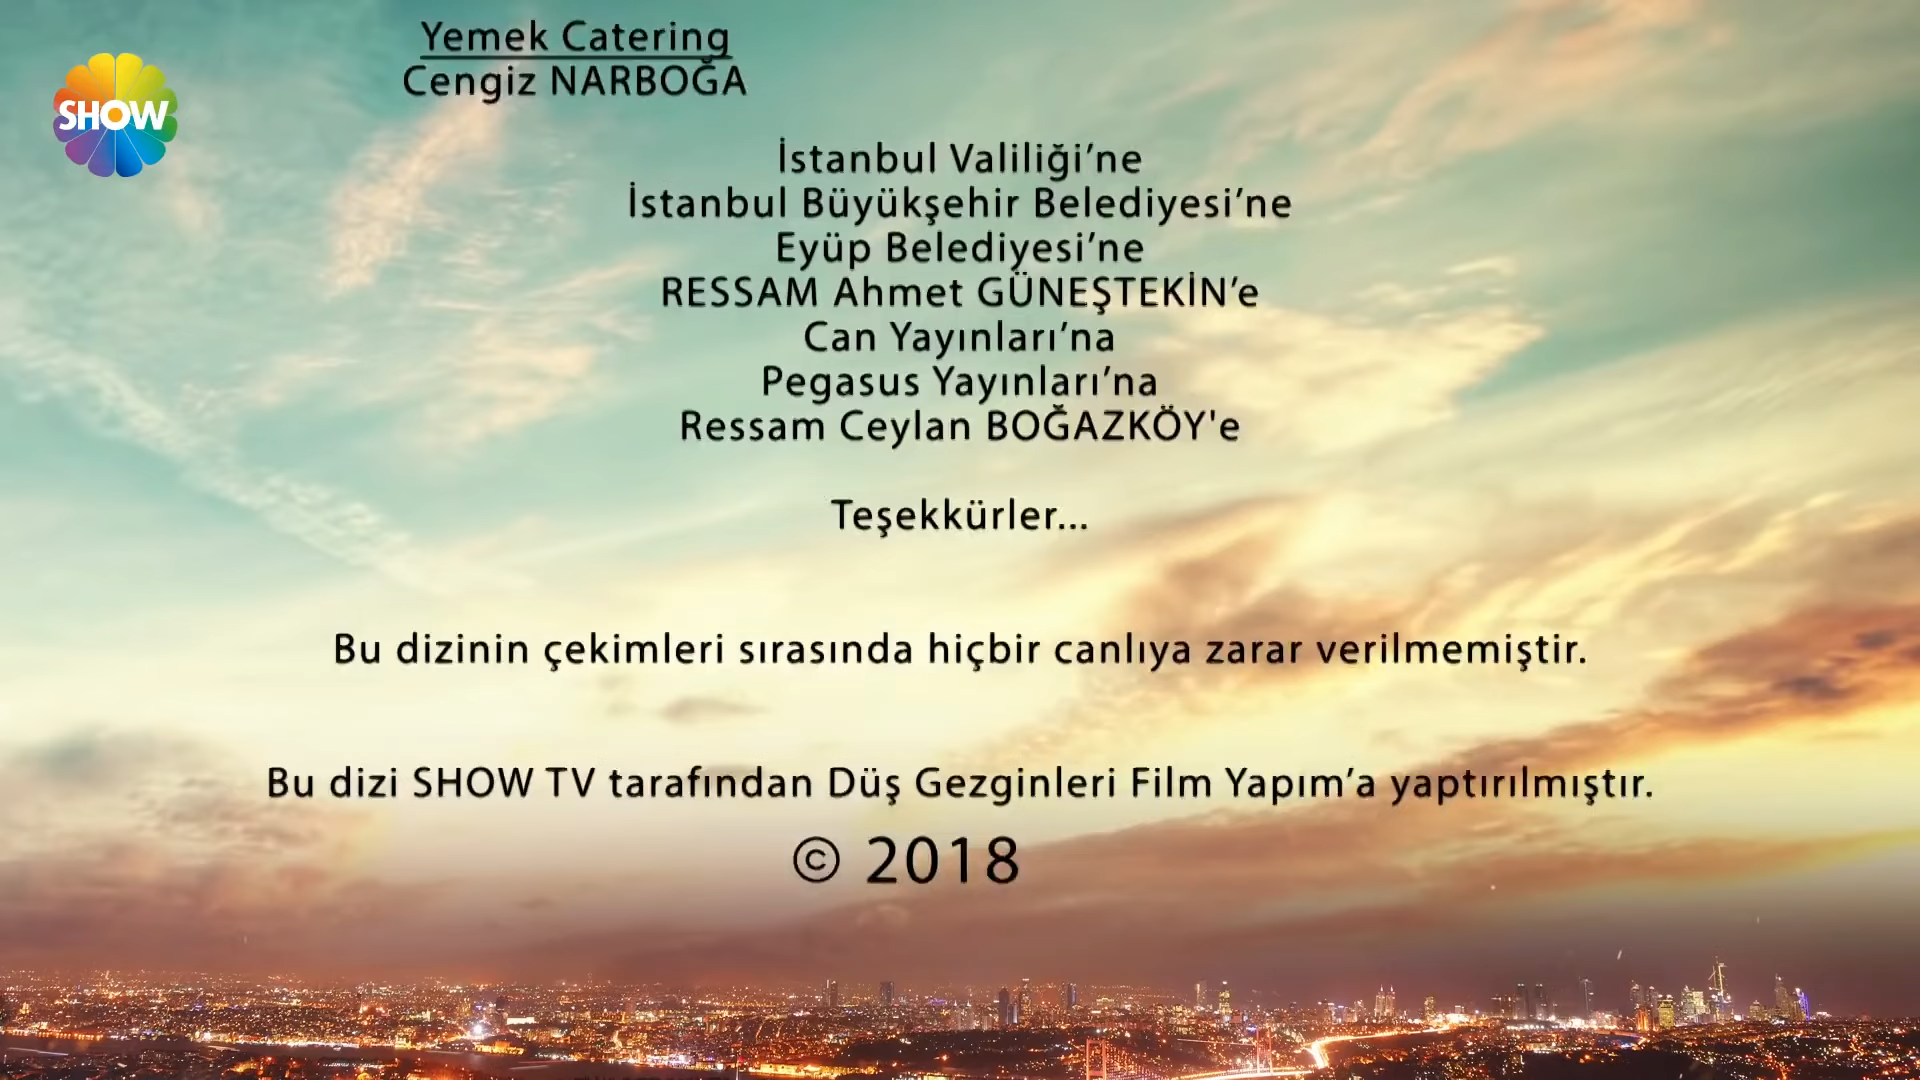 Yemek Catering
Cengiz NARBOĞA
SHOW
İstanbul Valiliği’ne
İstanbul Büyükşehir Belediyesi’ne
Eyüp Belediyesi’ne
RESSAM Ahmet GÜNEŞTEKİN’e
Can Yayınları’na
Pegasus Yayınları’na
Ressam Ceylan BOĞAZKÖY'e
Teşekkürler...
Bu dizinin çekimleri sırasında hiçbir canlıya zarar verilmemiştir.
Bu dizi SHOW TV tarafından Düş Gezginleri Film Yapım’a yaptırılmıştır.
© 2018